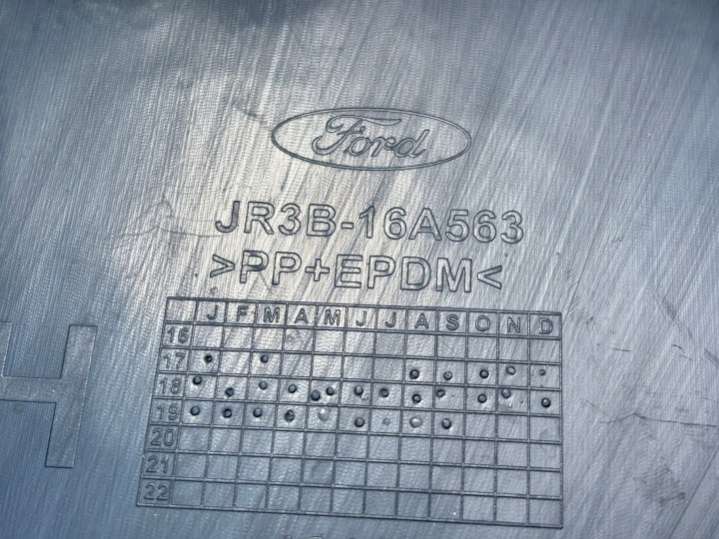 Ford
JR3B-16A563
>PP+EPDM<
J F M A M J J A S O N D
16
17
18
19
20
21
22
H